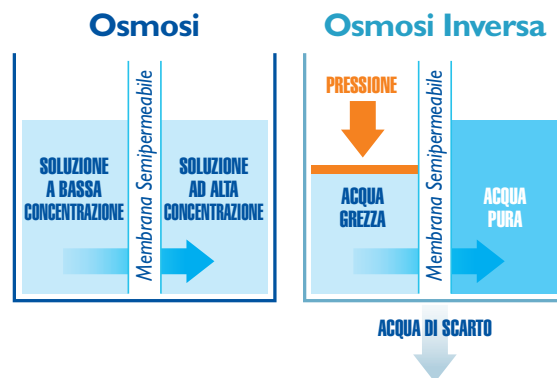 Osmosi
SOLUZIONE
A BASSA
CONCENTRAZIONE
Membrana Semipermeabile
SOLUZIONE
AD ALTA
CONCENTRAZIONE
Osmosi Inversa
PRESSIONE
ACQUA
GREZZA
Membrana Semipermeabile
ACQUA
PURA
ACQUA DI SCARTO